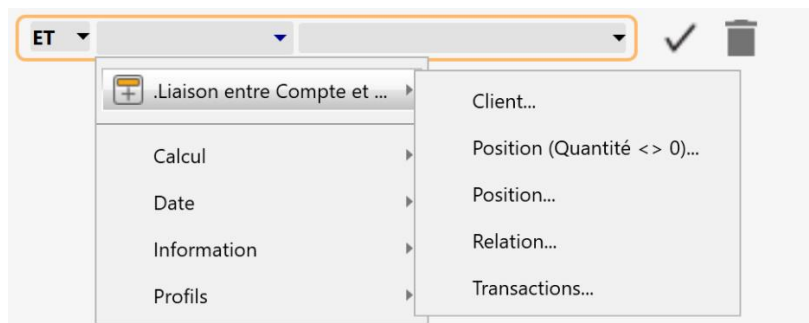 ET
.Liaison entre Compte et ...
Client...
Position (Quantité <> 0)...
Position...
Relation...
Transactions...
Calcul
Date
Information
Profils